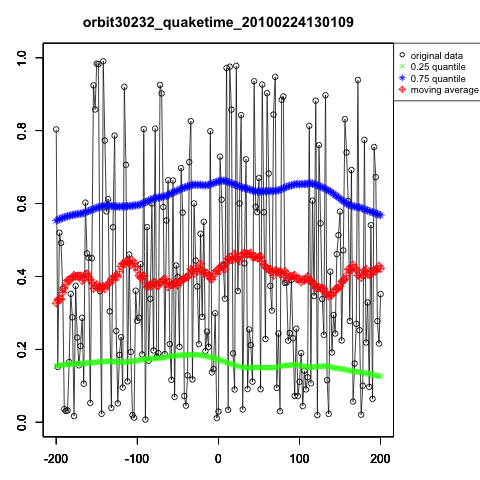 orbit30232_quaketime_20100224130109
original data
0.25 quantile
0.75 quantile
moving average
1.0
0.8
0.6
0.4
0.2
0.0
-200 -100 0 100 200